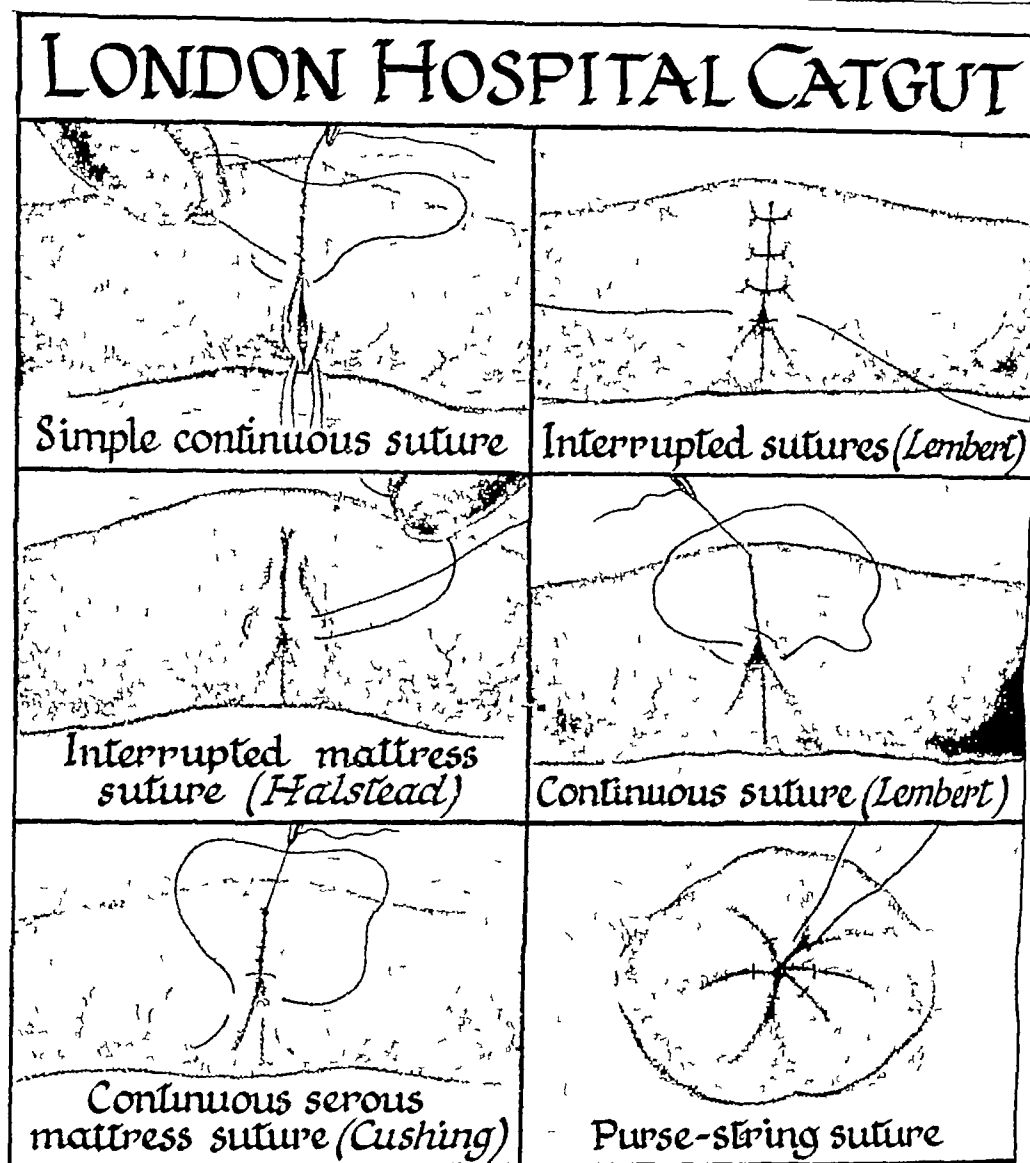 LONDON HOSPITAL CATGUT
Simple continuous suture
Interrupted sutures (Lembert)
Interrupted mattress
suture (Halstead)
Continuous suture (Lembert)
Continuous serous
mattress suture (Cushing)
Purse-string suture